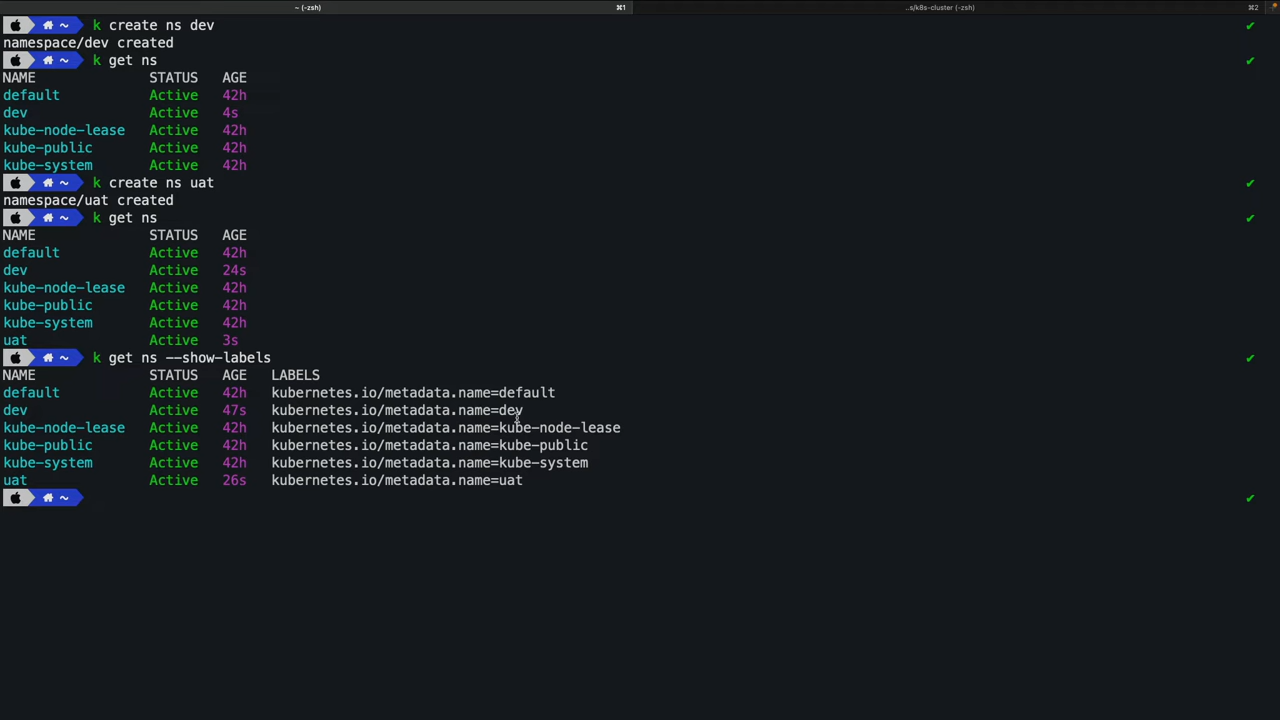 ~ (-zsh) ⌘1 ..s/k8s-cluster (-zsh) ⌘2
~ k create ns dev ✔
namespace/dev created
~ k get ns ✔
NAME STATUS AGE
default Active 42h
dev Active 4s
kube-node-lease Active 42h
kube-public Active 42h
kube-system Active 42h
~ k create ns uat ✔
namespace/uat created
~ k get ns ✔
NAME STATUS AGE
default Active 42h
dev Active 24s
kube-node-lease Active 42h
kube-public Active 42h
kube-system Active 42h
uat Active 3s
~ k get ns --show-labels ✔
NAME STATUS AGE LABELS
default Active 42h kubernetes.io/metadata.name=default
dev Active 47s kubernetes.io/metadata.name=dev
kube-node-lease Active 42h kubernetes.io/metadata.name=kube-node-lease
kube-public Active 42h kubernetes.io/metadata.name=kube-public
kube-system Active 42h kubernetes.io/metadata.name=kube-system
uat Active 26s kubernetes.io/metadata.name=uat
~ ✔